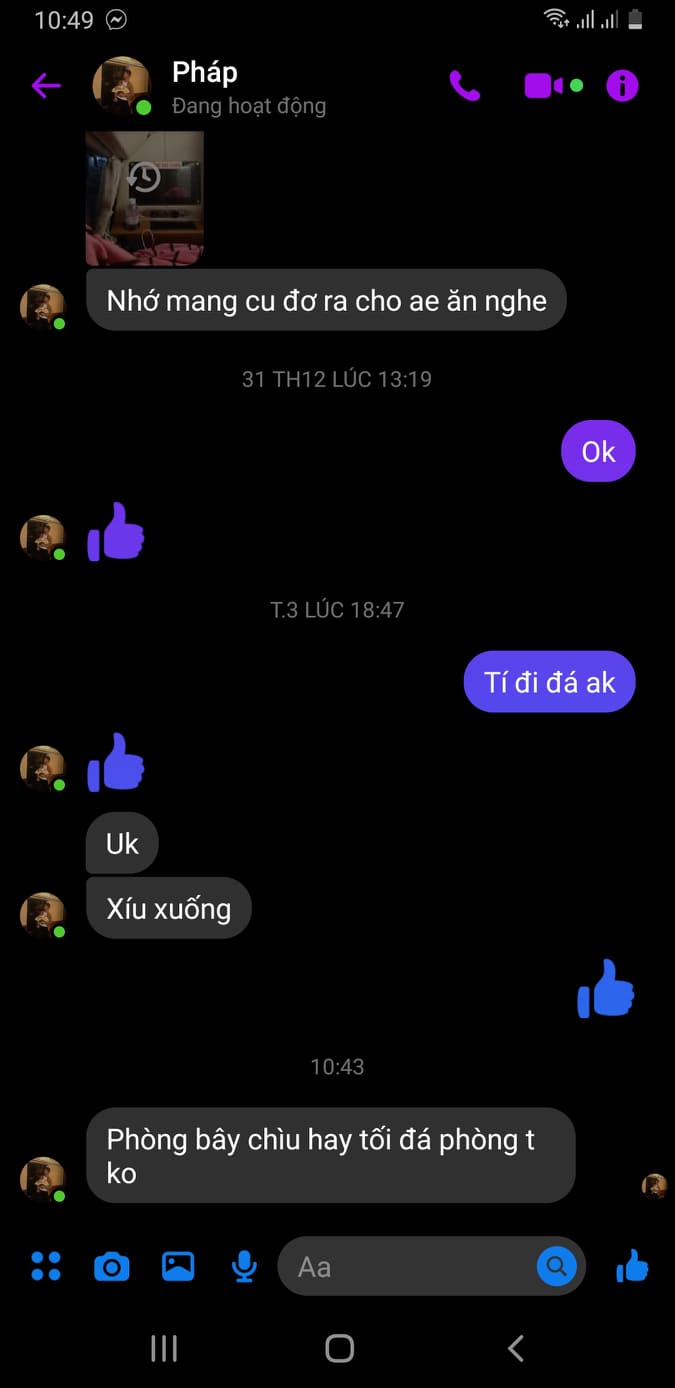 10:49
Pháp
Đang hoạt động
Nhớ mang cu đơ ra cho ae ăn nghe
31 TH12 LÚC 13:19
Ok
T.3 LÚC 18:47
Tí đi đá ak
Uk
Xíu xuống
10:43
Phòng bây chìu hay tối đá phòng t
ko
Aa